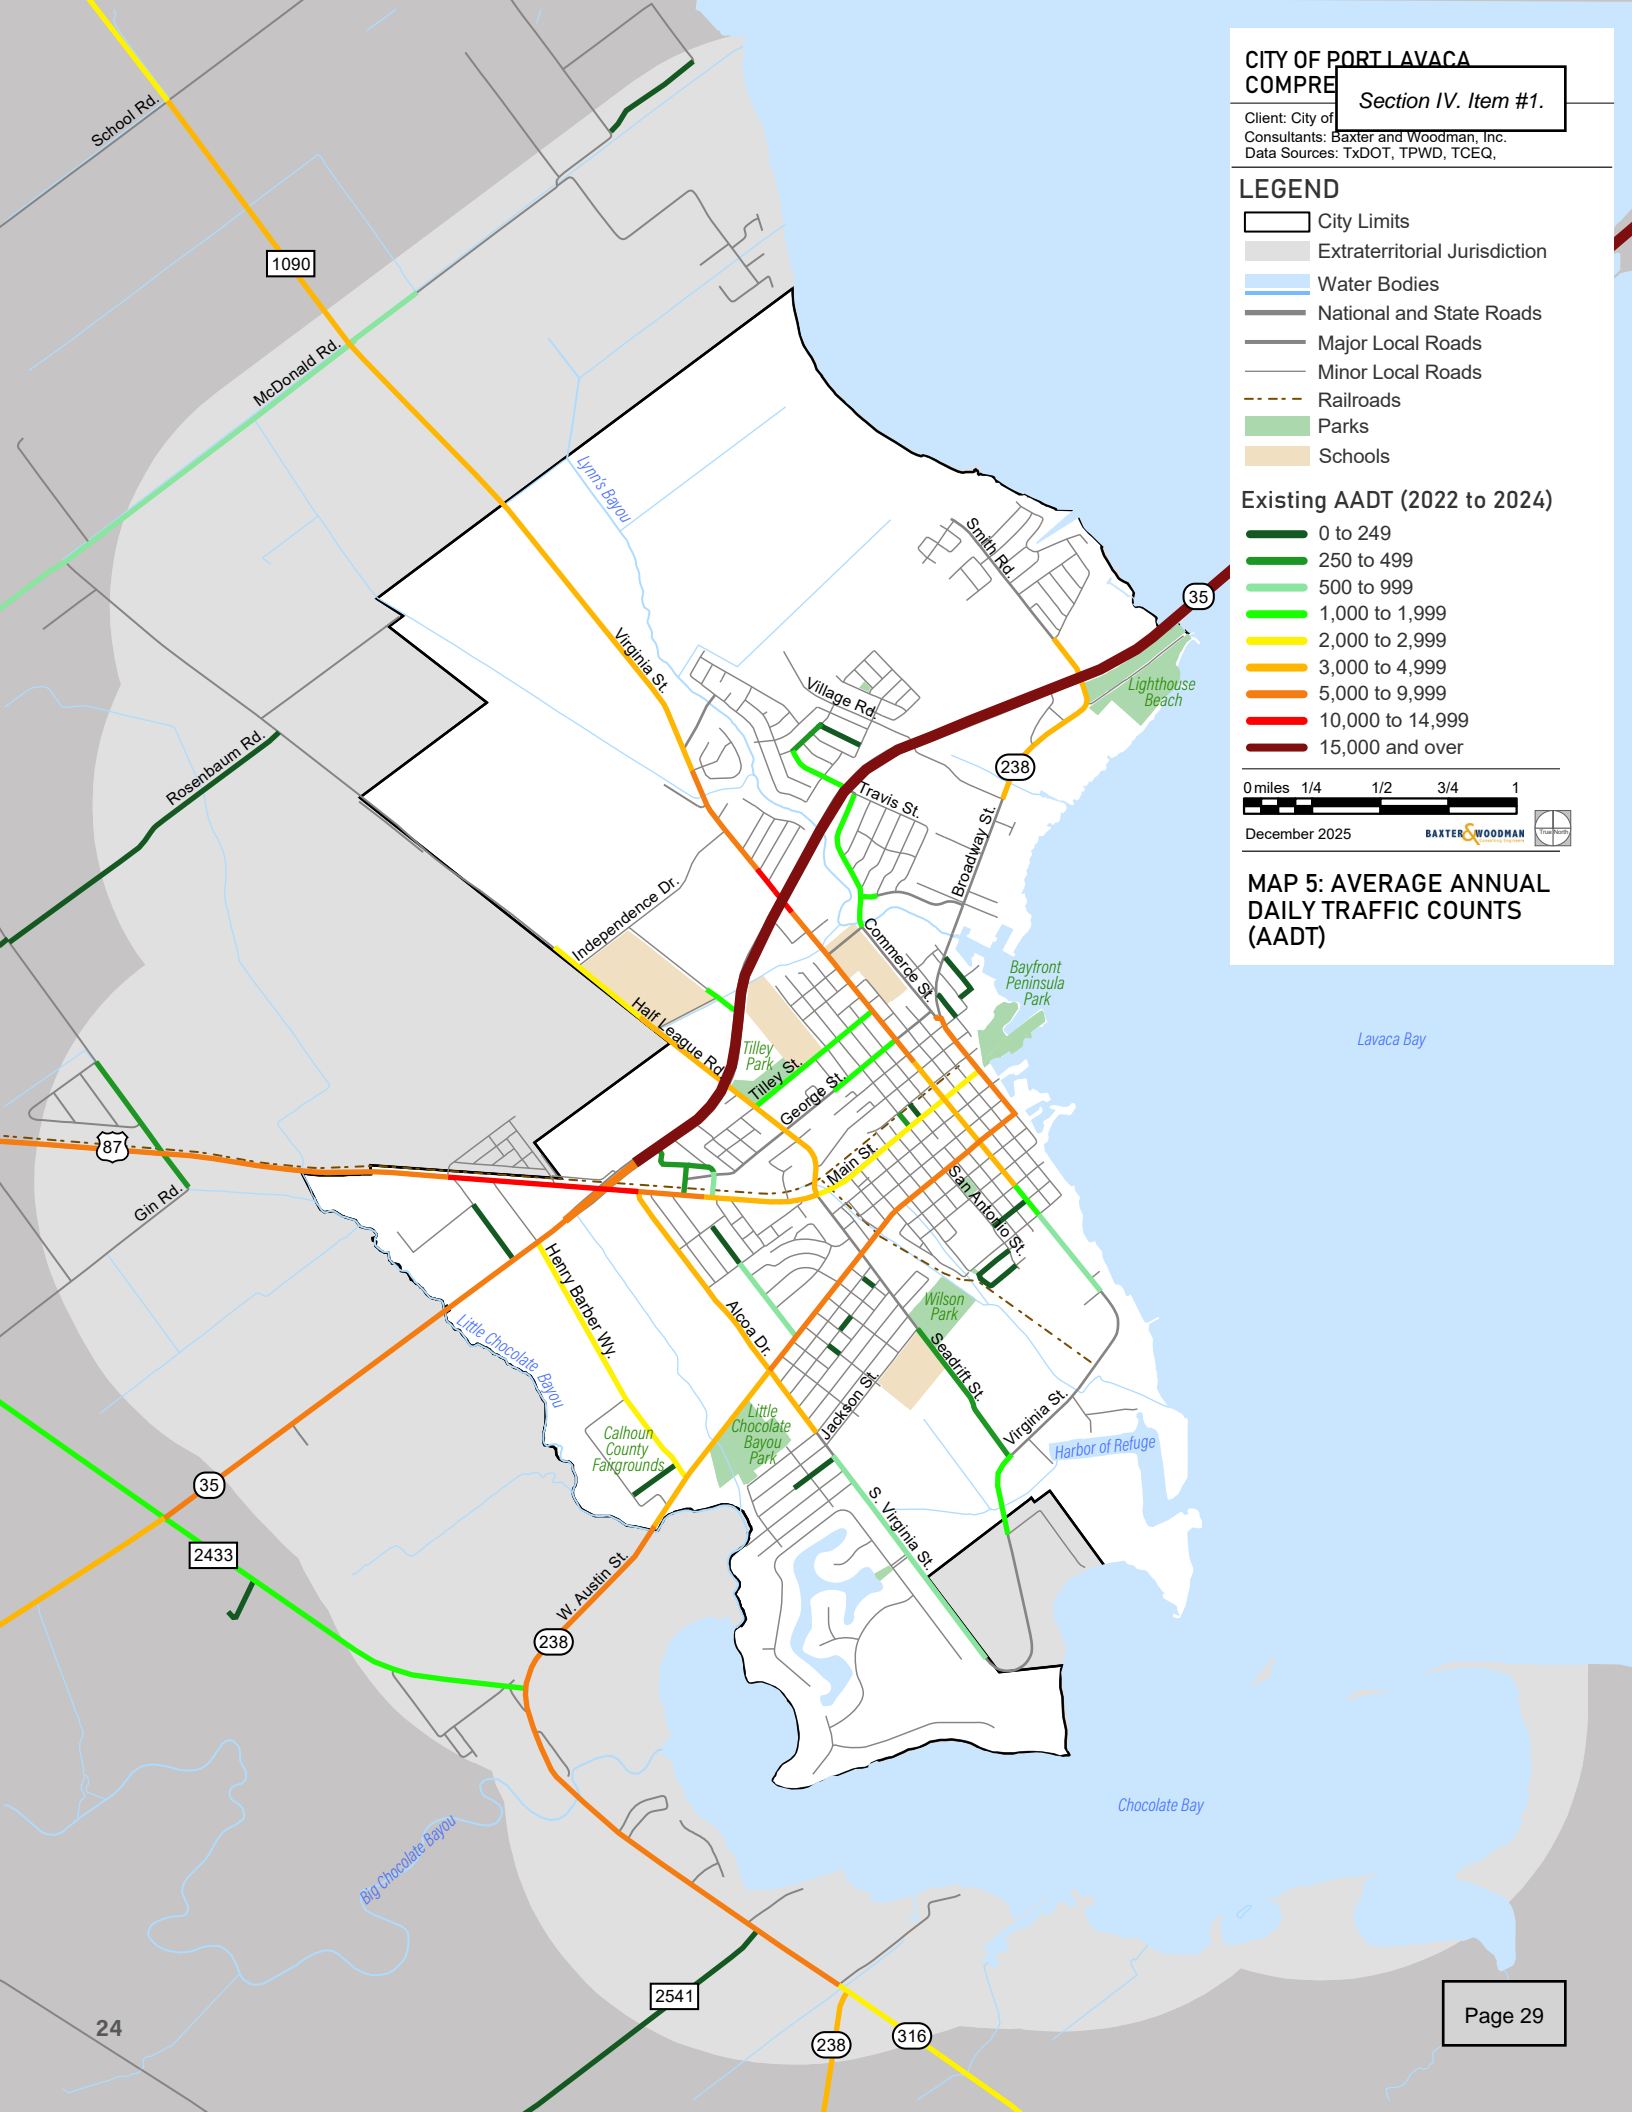 CITY OF PORT LAVACA
COMPRE
Section IV. Item #1.
Client: City of
Consultants: Baxter and Woodman, Inc.
Data Sources: TxDOT, TPWD, TCEQ,
LEGEND
City Limits
Extraterritorial Jurisdiction
Water Bodies
National and State Roads
Major Local Roads
Minor Local Roads
Railroads
Parks
Schools
Existing AADT (2022 to 2024)
0 to 249
250 to 499
500 to 999
1,000 to 1,999
2,000 to 2,999
3,000 to 4,999
5,000 to 9,999
10,000 to 14,999
15,000 and over
0 miles 1/4 1/2 3/4 1
December 2025
BAXTER & WOODMAN
Consulting Engineers
True North
MAP 5: AVERAGE ANNUAL
DAILY TRAFFIC COUNTS
(AADT)
School Rd.
1090
McDonald Rd.
Lynn's Bayou
Smith Rd.
35
Virginia St.
Village Rd.
Lighthouse
Beach
238
Rosenbaum Rd.
Travis St.
Broadway St.
Independence Dr.
Commerce St.
Bayfront
Peninsula
Park
Half League Rd.
Tilley
Park
Tilley St.
George St.
Lavaca Bay
87
Main St.
San Antonio St.
Gin Rd.
Henry Barber Wy.
Alcoa Dr.
Wilson
Park
Little Chocolate Bayou
Seadrift St.
Jackson St.
Little
Chocolate
Bayou
Park
Virginia St.
Calhoun
County
Fairgrounds
Harbor of Refuge
35
S. Virginia St.
2433
W. Austin St.
238
Chocolate Bay
Big Chocolate Bayou
2541
238
316
24
Page 29